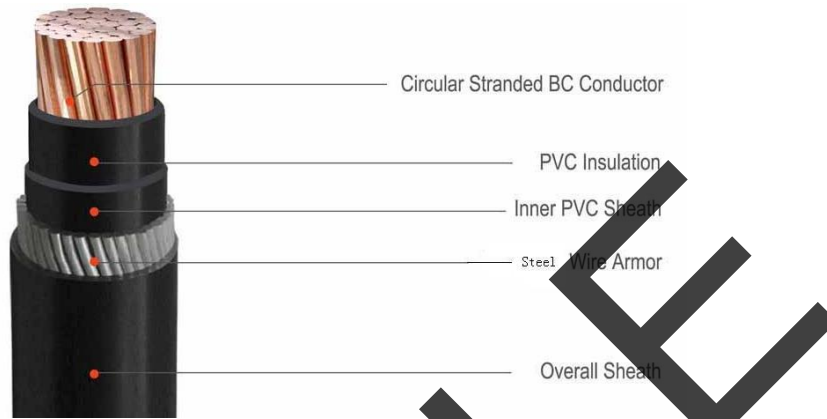 Circular Stranded BC Conductor
PVC Insulation
Inner PVC Sheath
Steel Wire Armor
Overall Sheath
E